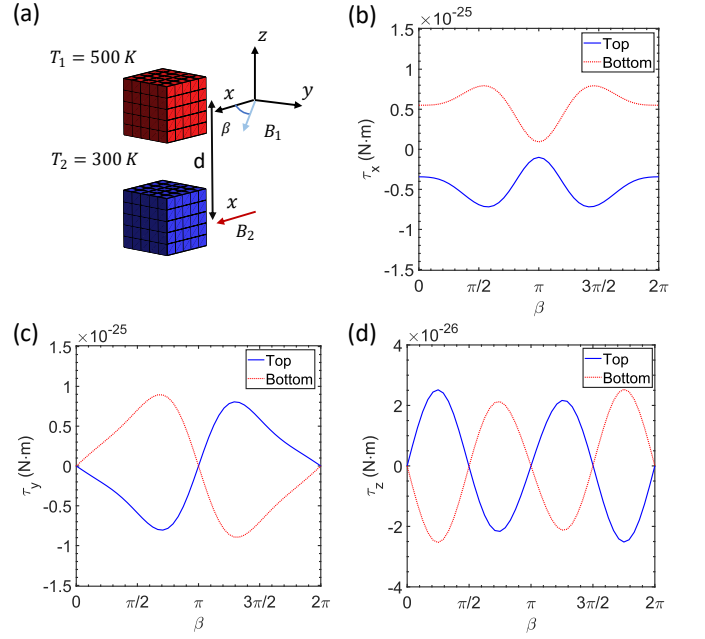 (a)
T₁ = 500 K
z
x
y
β
B₁
T₂ = 300 K
d
x
B₂
(b)
×10⁻²⁵
1.5
1
0.5
0
-0.5
-1
-1.5
τₓ (N·m)
Top
Bottom
0
π/2
π
3π/2
2π
β
(c)
×10⁻²⁵
1.5
1
0.5
0
-0.5
-1
-1.5
τ_y (N·m)
Top
Bottom
0
π/2
π
3π/2
2π
β
(d)
×10⁻²⁶
4
2
0
-2
-4
τ_z (N·m)
Top
Bottom
0
π/2
π
3π/2
2π
β